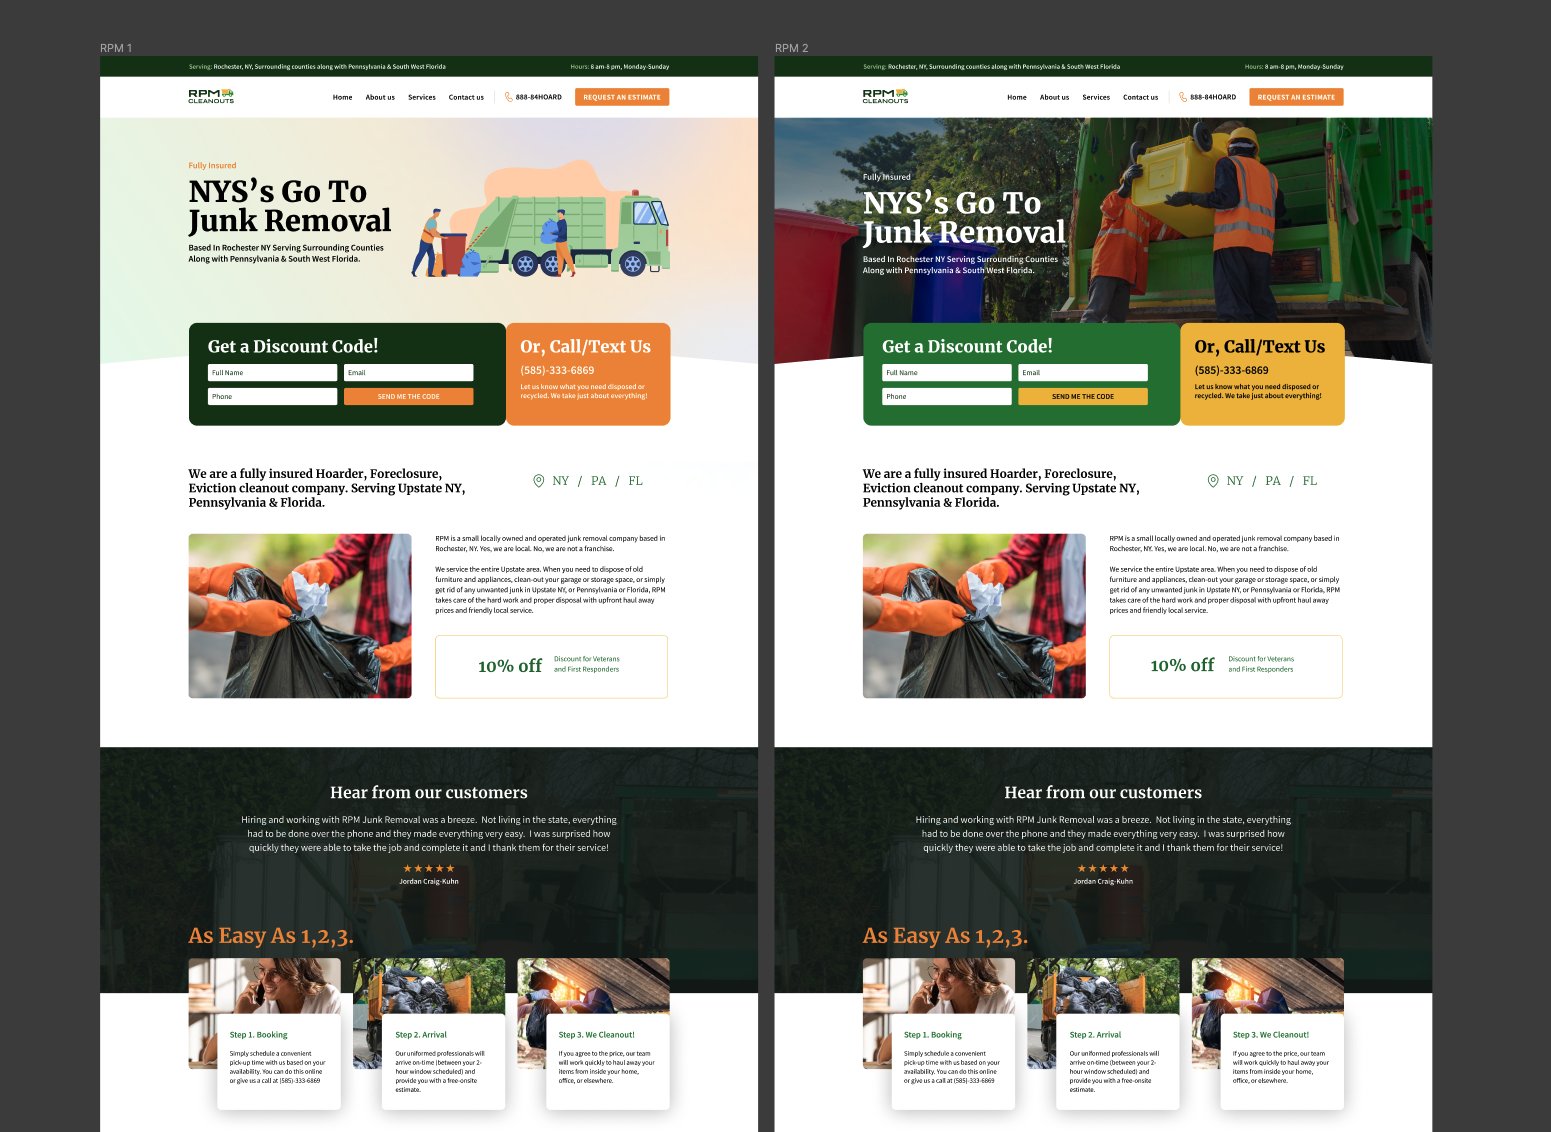 RPM 1
Serving: Rochester, NY, Surrounding counties along with Pennsylvania & South West Florida
Hours: 8 am-8 pm, Monday-Sunday
RPM
CLEANOUTS
Home
About us
Services
Contact us
888-84HOARD
REQUEST AN ESTIMATE
Fully Insured
NYS’s Go To
Junk Removal
Based In Rochester NY Serving Surrounding Counties
Along with Pennsylvania & South West Florida.
Get a Discount Code!
Full Name
Email
Phone
SEND ME THE CODE
Or, Call/Text Us
(585)-333-6869
Let us know what you need disposed or
recycled. We take just about everything!
We are a fully insured Hoarder, Foreclosure,
Eviction cleanout company. Serving Upstate NY,
Pennsylvania & Florida.
NY / PA / FL
RPM is a small locally owned and operated junk removal company based in
Rochester, NY. Yes, we are local. No, we are not a franchise.
We service the entire Upstate area. When you need to dispose of old
furniture and appliances, clean-out your garage or storage space, or simply
get rid of any unwanted junk in Upstate NY, or Pennsylvania or Florida, RPM
takes care of the hard work and proper disposal with upfront haul away
prices and friendly local service.
10% off
Discount for Veterans
and First Responders
Hear from our customers
Hiring and working with RPM Junk Removal was a breeze. Not living in the state, everything
had to be done over the phone and they made everything very easy. I was surprised how
quickly they were able to take the job and complete it and I thank them for their service!
Jordan Craig-Kuhn
As Easy As 1,2,3.
Step 1. Booking
Simply schedule a convenient
pick-up time with us based on your
availability. You can do this online
or give us a call at (585)-333-6869
Step 2. Arrival
Our uniformed professionals will
arrive on-time (between your 2-
hour window scheduled) and
provide you with a free-onsite
estimate.
Step 3. We Cleanout!
If you agree to the price, our team
will work quickly to haul away your
items from inside your home,
office, or elsewhere.
RPM 2
Serving: Rochester, NY, Surrounding counties along with Pennsylvania & South West Florida
Hours: 8 am-8 pm, Monday-Sunday
RPM
CLEANOUTS
Home
About us
Services
Contact us
888-84HOARD
REQUEST AN ESTIMATE
Fully Insured
NYS’s Go To
Junk Removal
Based In Rochester NY Serving Surrounding Counties
Along with Pennsylvania & South West Florida.
Get a Discount Code!
Full Name
Email
Phone
SEND ME THE CODE
Or, Call/Text Us
(585)-333-6869
Let us know what you need disposed or
recycled. We take just about everything!
We are a fully insured Hoarder, Foreclosure,
Eviction cleanout company. Serving Upstate NY,
Pennsylvania & Florida.
NY / PA / FL
RPM is a small locally owned and operated junk removal company based in
Rochester, NY. Yes, we are local. No, we are not a franchise.
We service the entire Upstate area. When you need to dispose of old
furniture and appliances, clean-out your garage or storage space, or simply
get rid of any unwanted junk in Upstate NY, or Pennsylvania or Florida, RPM
takes care of the hard work and proper disposal with upfront haul away
prices and friendly local service.
10% off
Discount for Veterans
and First Responders
Hear from our customers
Hiring and working with RPM Junk Removal was a breeze. Not living in the state, everything
had to be done over the phone and they made everything very easy. I was surprised how
quickly they were able to take the job and complete it and I thank them for their service!
Jordan Craig-Kuhn
As Easy As 1,2,3.
Step 1. Booking
Simply schedule a convenient
pick-up time with us based on your
availability. You can do this online
or give us a call at (585)-333-6869
Step 2. Arrival
Our uniformed professionals will
arrive on-time (between your 2-
hour window scheduled) and
provide you with a free-onsite
estimate.
Step 3. We Cleanout!
If you agree to the price, our team
will work quickly to haul away your
items from inside your home,
office, or elsewhere.